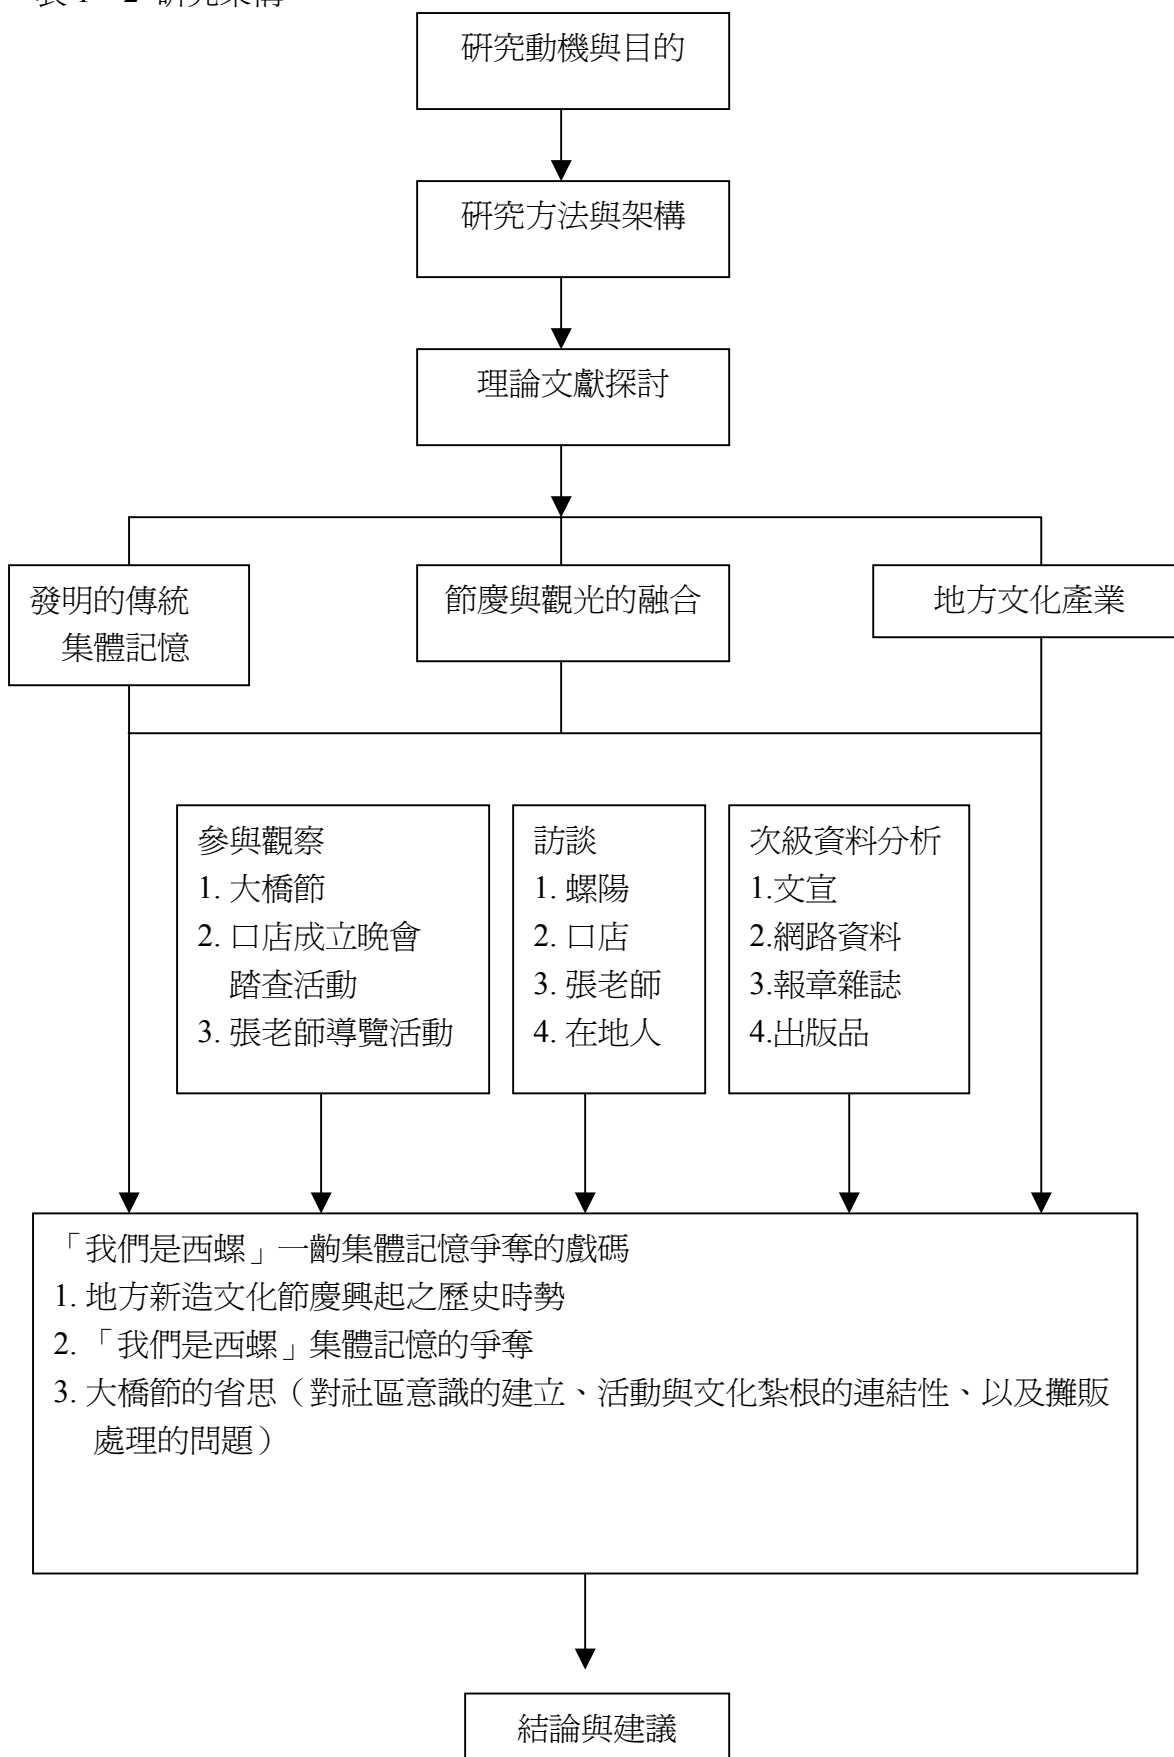 表 1－2 研究架構
研究動機與目的
研究方法與架構
理論文獻探討
發明的傳統
集體記憶
節慶與觀光的融合
地方文化產業
參與觀察
1. 大橋節
2. 口店成立晚會
踏查活動
3. 張老師導覽活動
訪談
1. 螺陽
2. 口店
3. 張老師
4. 在地人
次級資料分析
1.文宣
2.網路資料
3.報章雜誌
4.出版品
「我們是西螺」一齣集體記憶爭奪的戲碼
1. 地方新造文化節慶興起之歷史時勢
2. 「我們是西螺」集體記憶的爭奪
3. 大橋節的省思（對社區意識的建立、活動與文化紮根的連結性、以及攤販
處理的問題）
結論與建議